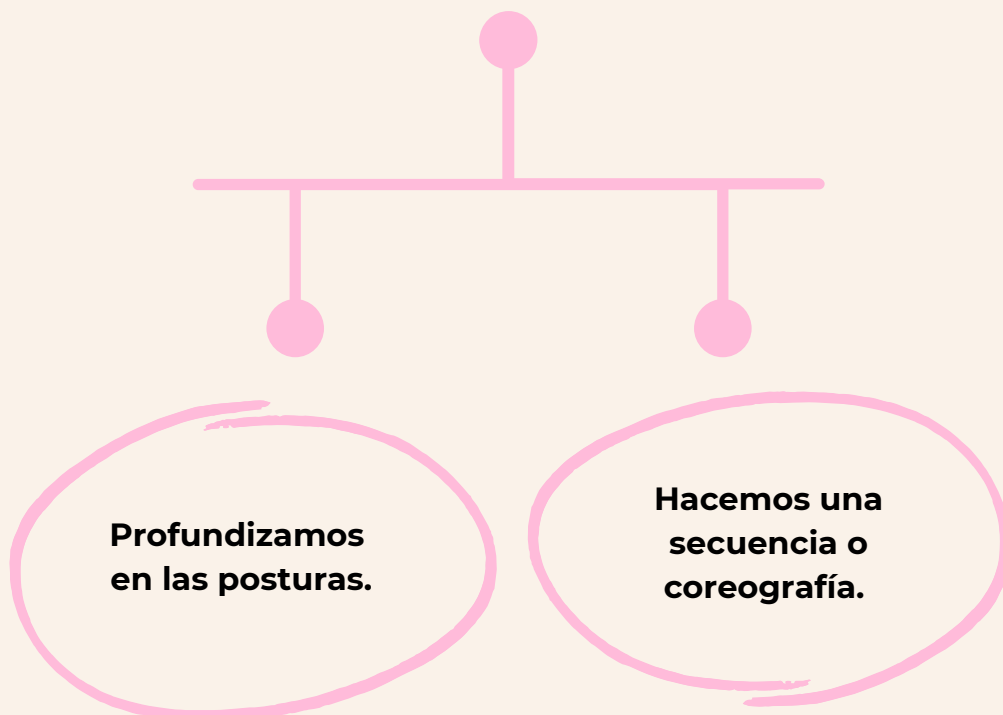 Profundizamos
en las posturas.
Hacemos una
secuencia o
coreografía.